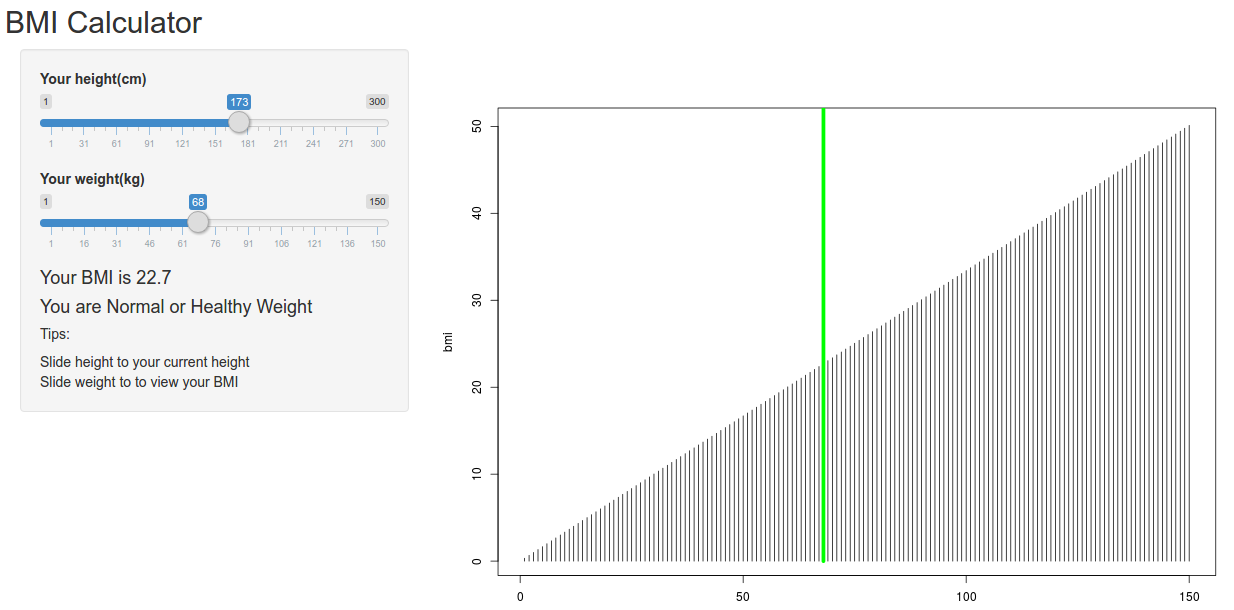 BMI Calculator
Your height(cm)
1 173 300
1 31 61 91 121 151 181 211 241 271 300
Your weight(kg)
1 68 150
1 16 31 46 61 76 91 106 121 136 150
Your BMI is 22.7
You are Normal or Healthy Weight
Tips:
Slide height to your current height
Slide weight to to view your BMI
bmi
50
40
30
20
10
0
0 50 100 150